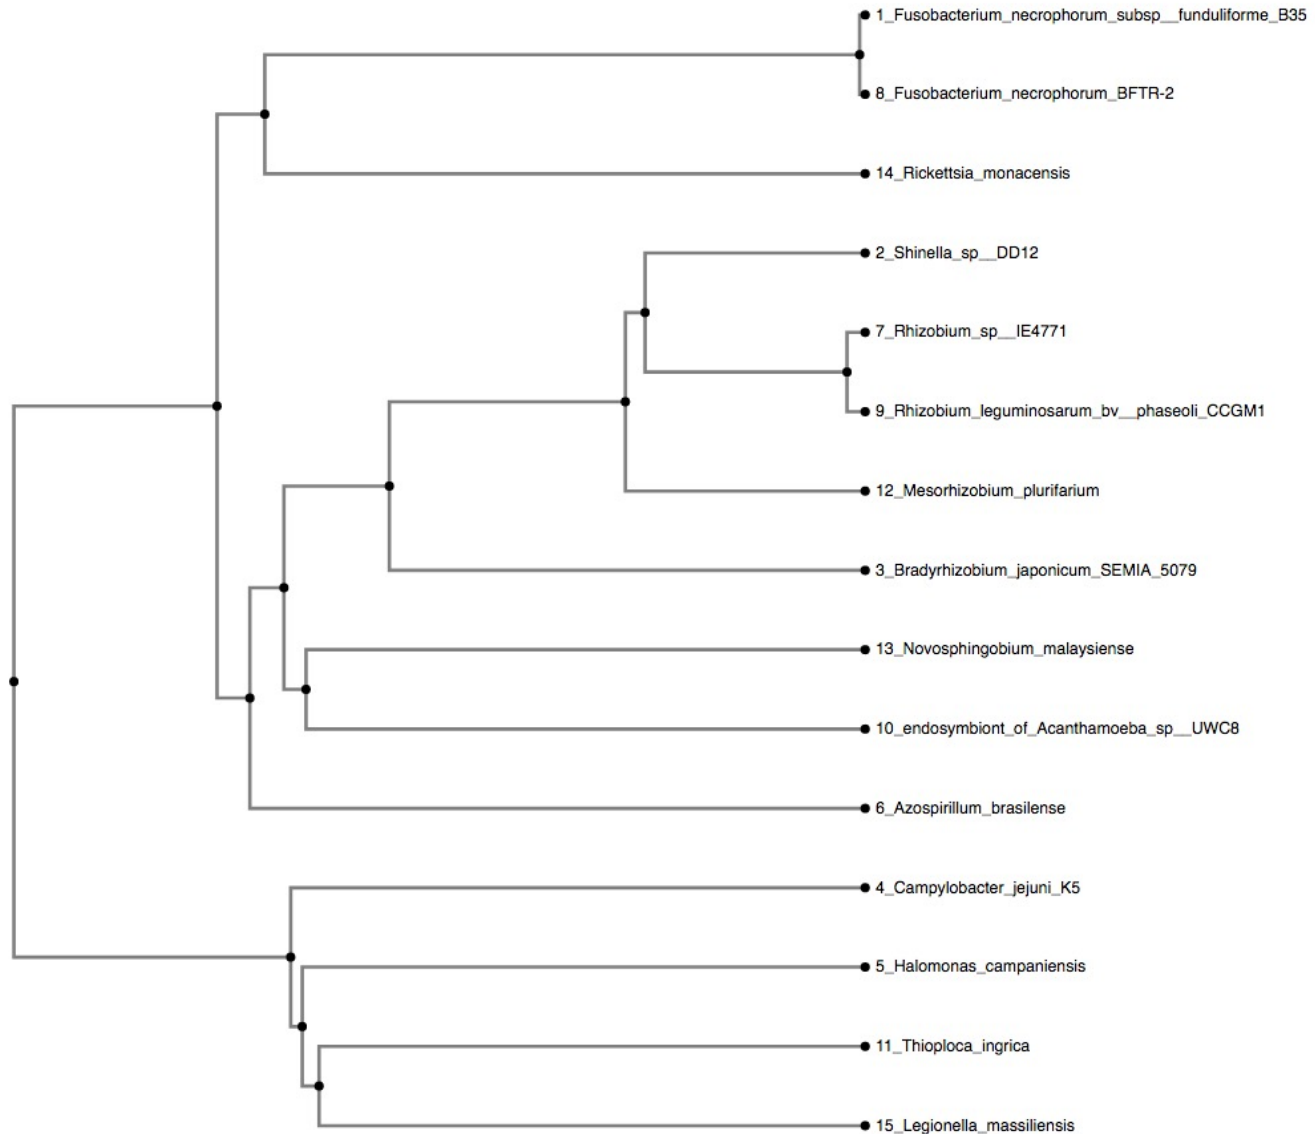 1_Fusobacterium_necrophorum_subsp__funduliforme_B35
8_Fusobacterium_necrophorum_BFTR-2
14_Rickettsia_monacensis
2_Shinella_sp__DD12
7_Rhizobium_sp__IE4771
9_Rhizobium_leguminosarum_bv__phaseoli_CCGM1
12_Mesorhizobium_plurifarium
3_Bradyrhizobium_japonicum_SEMIA_5079
13_Novosphingobium_malaysiense
10_endosymbiont_of_Acanthamoeba_sp__UWC8
6_Azospirillum_brasilense
4_Campylobacter_jejuni_K5
5_Halomonas_campaniensis
11_Thioploca_ingrica
15_Legionella_massiliensis